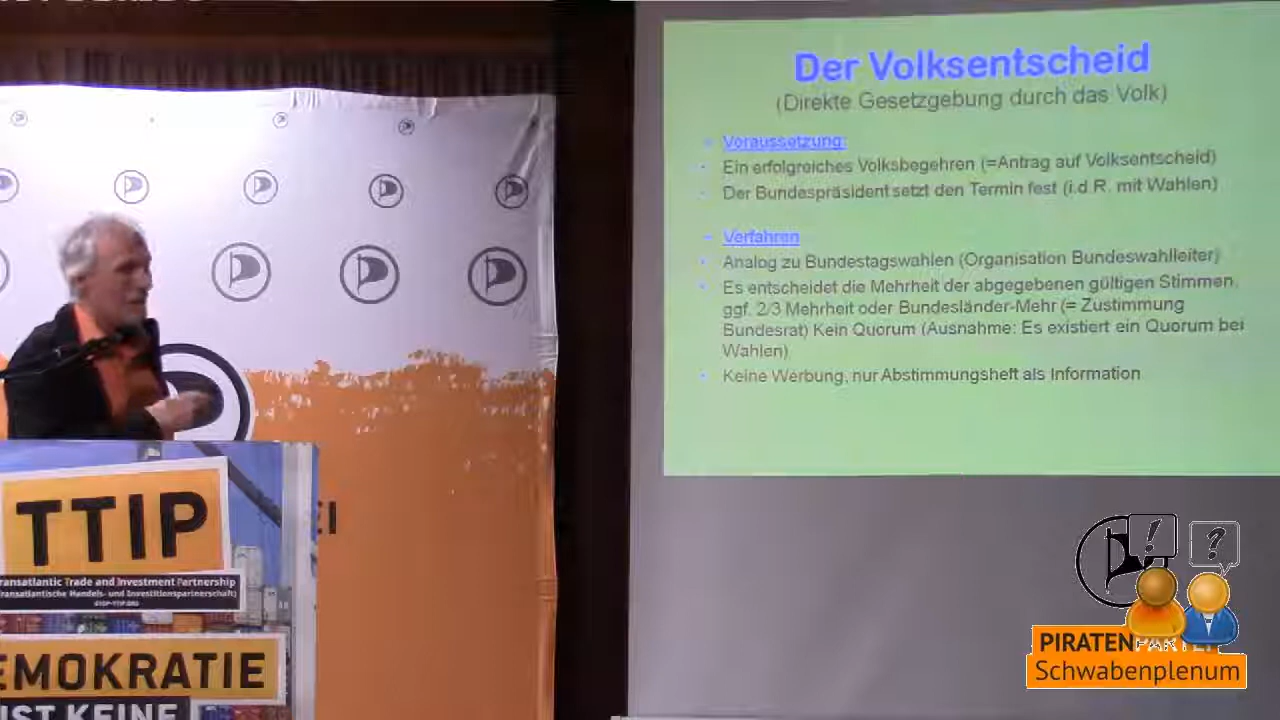 Der Volksentscheid
(Direkte Gesetzgebung durch das Volk)
Voraussetzung:
Ein erfolgreiches Volksbegehren (=Antrag auf Volksentscheid)
Der Bundespräsident setzt den Termin fest (i.d.R. mit Wahlen)
Verfahren
Analog zu Bundestagswahlen (Organisation Bundeswahlleiter)
Es entscheidet die Mehrheit der abgegebenen gültigen Stimmen,
ggf. 2/3 Mehrheit oder Bundesländer-Mehr (= Zustimmung
Bundesrat) Kein Quorum (Ausnahme: Es existiert ein Quorum bei
Wahlen)
Keine Werbung, nur Abstimmungsheft als Information
EI
TTIP
ransatlantic Trade and Investment Partnership
ransatlantische Handels- und Investitionspartnerschaft)
EMOKRATIE
IST KEINE
! ?
PIRATENPARTEI
Schwabenplenum